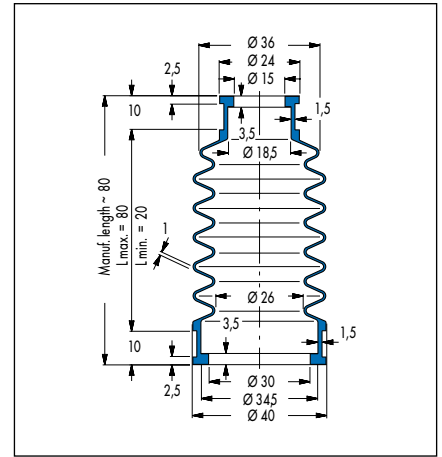 Ø 36
Ø 24
2,5
Ø 15
10
1,5
3,5
Ø 18,5
Manuf. length ~ 80
L max. = 80
L min. = 20
1
Ø 26
3,5
1,5
10
2,5
Ø 30
Ø 34,5
Ø 40